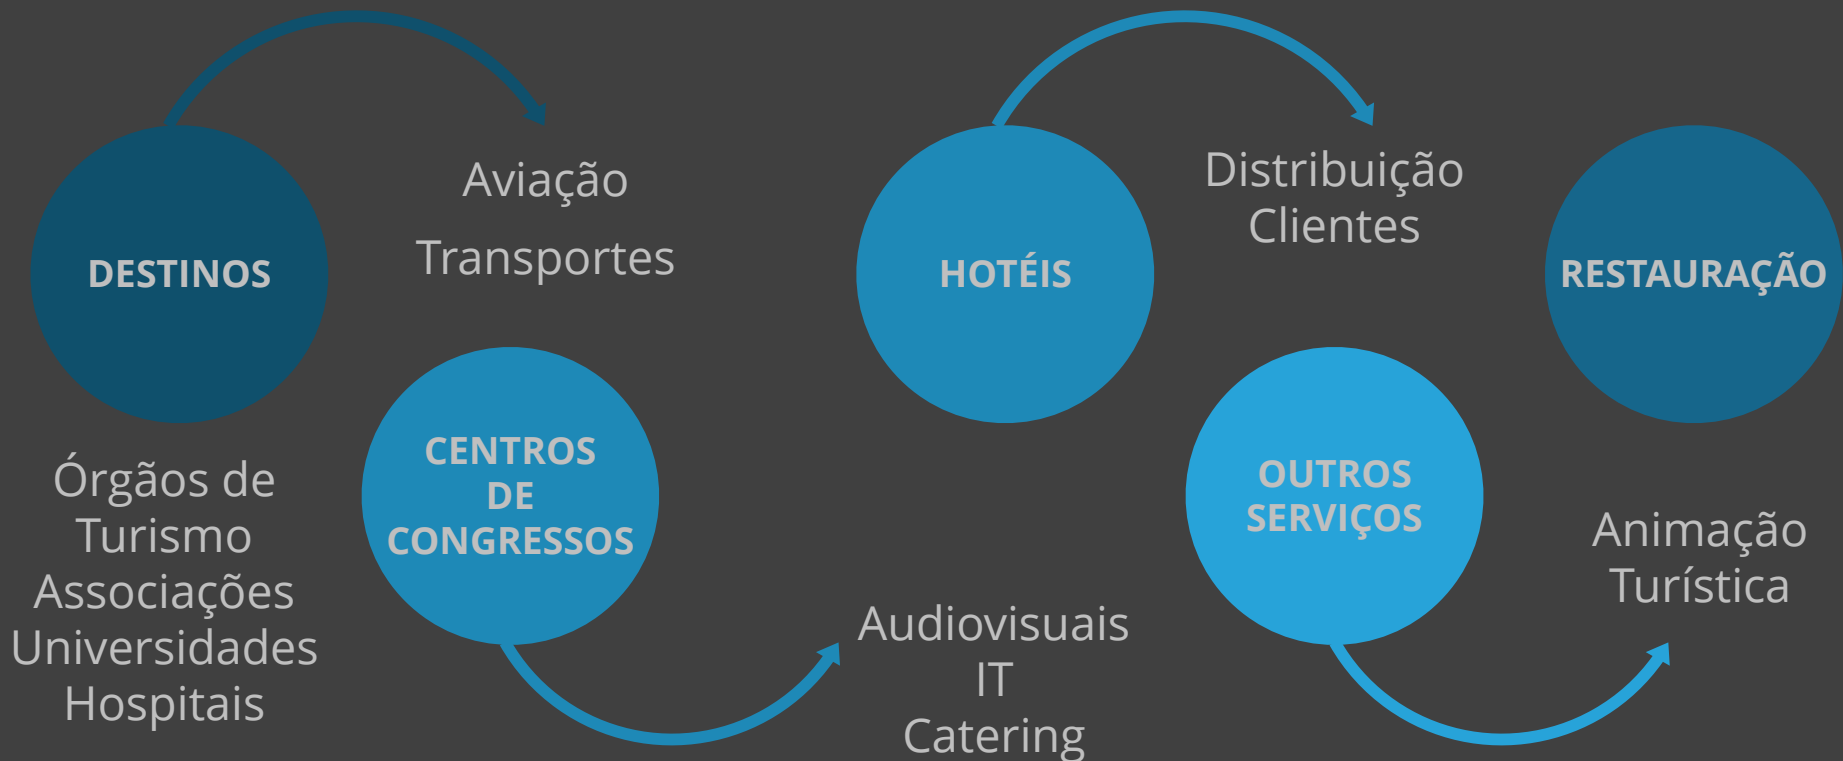 DESTINOS
Órgãos de
Turismo
Associações
Universidades
Hospitais
Aviação
Transportes
CENTROS
DE
CONGRESSOS
Audiovisuais
IT
Catering
HOTÉIS
Distribuição
Clientes
OUTROS
SERVIÇOS
Animação
Turística
RESTAURAÇÃO